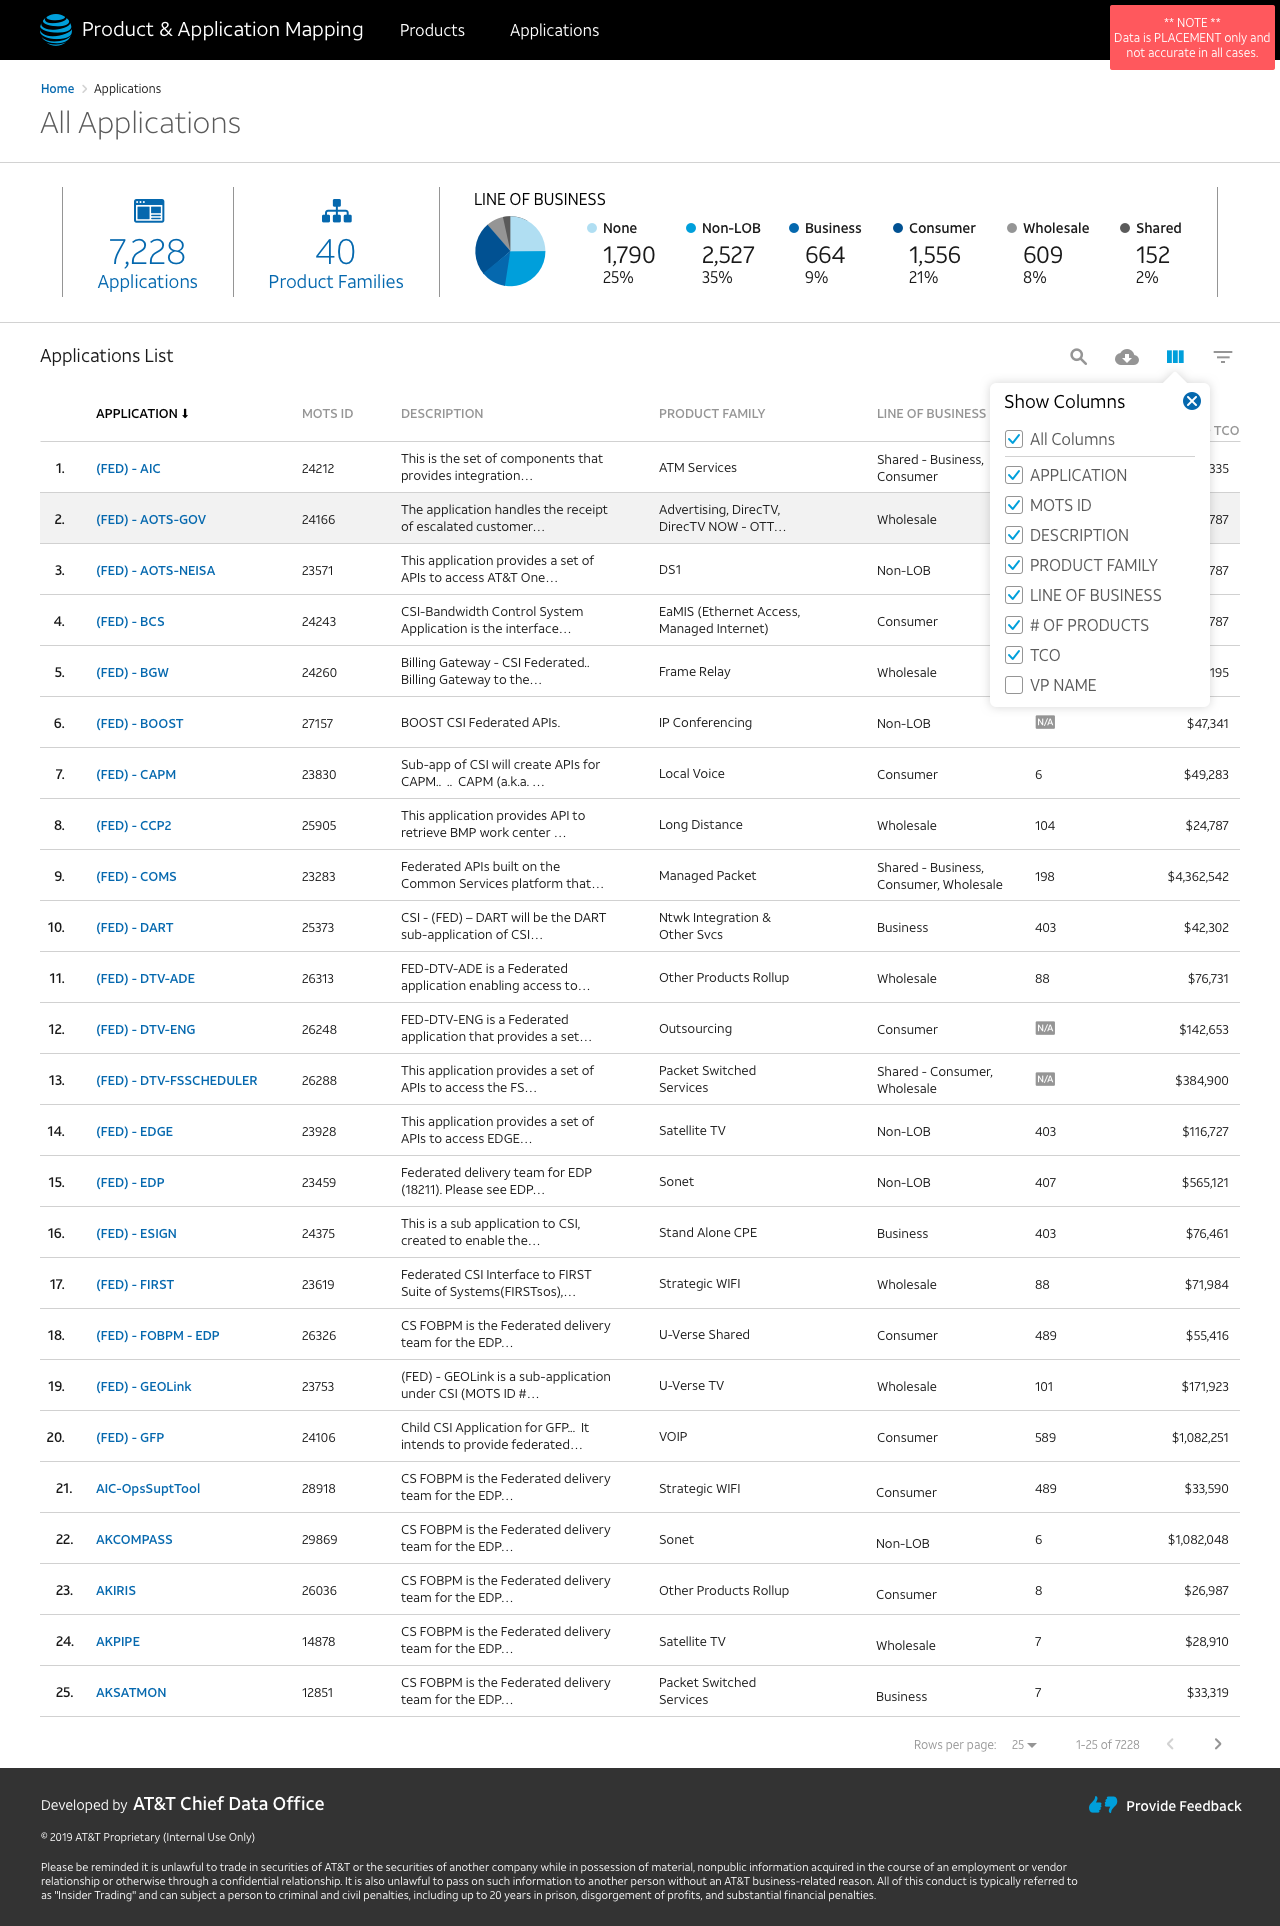 Product & Application Mapping
Products
Applications
** NOTE **
Data is PLACEMENT only and
not accurate in all cases.
Home
Applications
All Applications
7,228
Applications
40
Product Families
LINE OF BUSINESS
None
1,790
25%
Non-LOB
2,527
35%
Business
664
9%
Consumer
1,556
21%
Wholesale
609
8%
Shared
152
2%
Applications List
APPLICATION
MOTS ID
DESCRIPTION
PRODUCT FAMILY
LINE OF BUSINESS
TCO
Show Columns
All Columns
APPLICATION
MOTS ID
DESCRIPTION
PRODUCT FAMILY
LINE OF BUSINESS
# OF PRODUCTS
TCO
VP NAME
1. (FED) - AIC 24212 This is the set of components that ATM Services Shared - Business, 335
provides integration… Consumer
2. (FED) - AOTS-GOV 24166 The application handles the receipt Advertising, DirecTV, Wholesale 787
of escalated customer… DirecTV NOW - OTT…
3. (FED) - AOTS-NEISA 23571 This application provides a set of DS1 Non-LOB 787
APIs to access AT&T One…
4. (FED) - BCS 24243 CSI-Bandwidth Control System EaMIS (Ethernet Access, Consumer 787
Application is the interface… Managed Internet)
5. (FED) - BGW 24260 Billing Gateway - CSI Federated.. Frame Relay Wholesale 195
Billing Gateway to the…
6. (FED) - BOOST 27157 BOOST CSI Federated APIs. IP Conferencing Non-LOB N/A $47,341
7. (FED) - CAPM 23830 Sub-app of CSI will create APIs for Local Voice Consumer 6 $49,283
CAPM.. .. CAPM (a.k.a. …
8. (FED) - CCP2 25905 This application provides API to Long Distance Wholesale 104 $24,787
retrieve BMP work center …
9. (FED) - COMS 23283 Federated APIs built on the Managed Packet Shared - Business, 198 $4,362,542
Common Services platform that… Consumer, Wholesale
10. (FED) - DART 25373 CSI - (FED) – DART will be the DART Ntwk Integration & Business 403 $42,302
sub-application of CSI… Other Svcs
11. (FED) - DTV-ADE 26313 FED-DTV-ADE is a Federated Other Products Rollup Wholesale 88 $76,731
application enabling access to…
12. (FED) - DTV-ENG 26248 FED-DTV-ENG is a Federated Outsourcing Consumer N/A $142,653
application that provides a set…
13. (FED) - DTV-FSSCHEDULER 26288 This application provides a set of Packet Switched Shared - Consumer, N/A $384,900
APIs to access the FS… Services Wholesale
14. (FED) - EDGE 23928 This application provides a set of Satellite TV Non-LOB 403 $116,727
APIs to access EDGE…
15. (FED) - EDP 23459 Federated delivery team for EDP Sonet Non-LOB 407 $565,121
(18211). Please see EDP…
16. (FED) - ESIGN 24375 This is a sub application to CSI, Stand Alone CPE Business 403 $76,461
created to enable the…
17. (FED) - FIRST 23619 Federated CSI Interface to FIRST Strategic WIFI Wholesale 88 $71,984
Suite of Systems(FIRSTsos),…
18. (FED) - FOBPM - EDP 26326 CS FOBPM is the Federated delivery U-Verse Shared Consumer 489 $55,416
team for the EDP…
19. (FED) - GEOLink 23753 (FED) - GEOLink is a sub-application U-Verse TV Wholesale 101 $171,923
under CSI (MOTS ID #…
20. (FED) - GFP 24106 Child CSI Application for GFP... It VOIP Consumer 589 $1,082,251
intends to provide federated…
21. AIC-OpsSuptTool 28918 CS FOBPM is the Federated delivery Strategic WIFI Consumer 489 $33,590
team for the EDP…
22. AKCOMPASS 29869 CS FOBPM is the Federated delivery Sonet Non-LOB 6 $1,082,048
team for the EDP…
23. AKIRIS 26036 CS FOBPM is the Federated delivery Other Products Rollup Consumer 8 $26,987
team for the EDP…
24. AKPIPE 14878 CS FOBPM is the Federated delivery Satellite TV Wholesale 7 $28,910
team for the EDP…
25. AKSATMON 12851 CS FOBPM is the Federated delivery Packet Switched Business 7 $33,319
team for the EDP… Services
Rows per page: 25 1-25 of 7228
Developed by AT&T Chief Data Office
Provide Feedback
© 2019 AT&T Proprietary (Internal Use Only)
Please be reminded it is unlawful to trade in securities of AT&T or the securities of another company while in possession of material, nonpublic information acquired in the course of an employment or vendor
relationship or otherwise through a confidential relationship. It is also unlawful to pass on such information to another person without an AT&T business-related reason. All of this conduct is typically referred to
as "Insider Trading" and can subject a person to criminal and civil penalties, including up to 20 years in prison, disgorgement of profits, and substantial financial penalties.